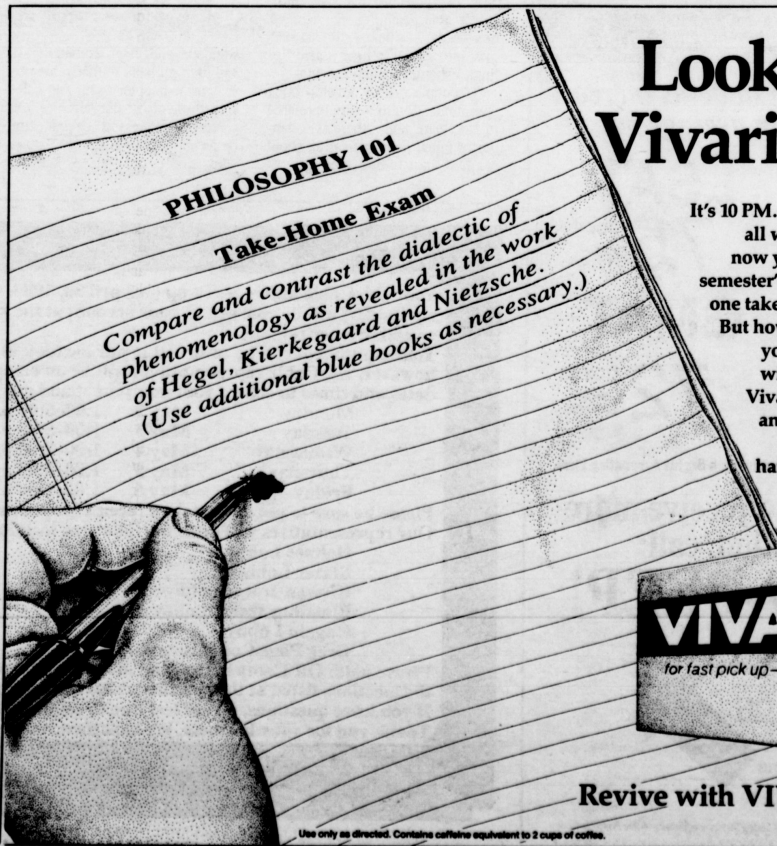 PHILOSOPHY 101
Take-Home Exam
Compare and contrast the dialectic of
phenomenology as revealed in the work
of Hegel, Kierkegaard and Nietzsche.
(Use additional blue books as necessary.)
Look
Vivari
It's 10 PM.
all w
now y
semester'
one take
But how
yo
wi
Viva
an
ha
VIVA
for fast pick up–
Revive with VI
Use only as directed. Contains caffeine equivalent to 2 cups of coffee.